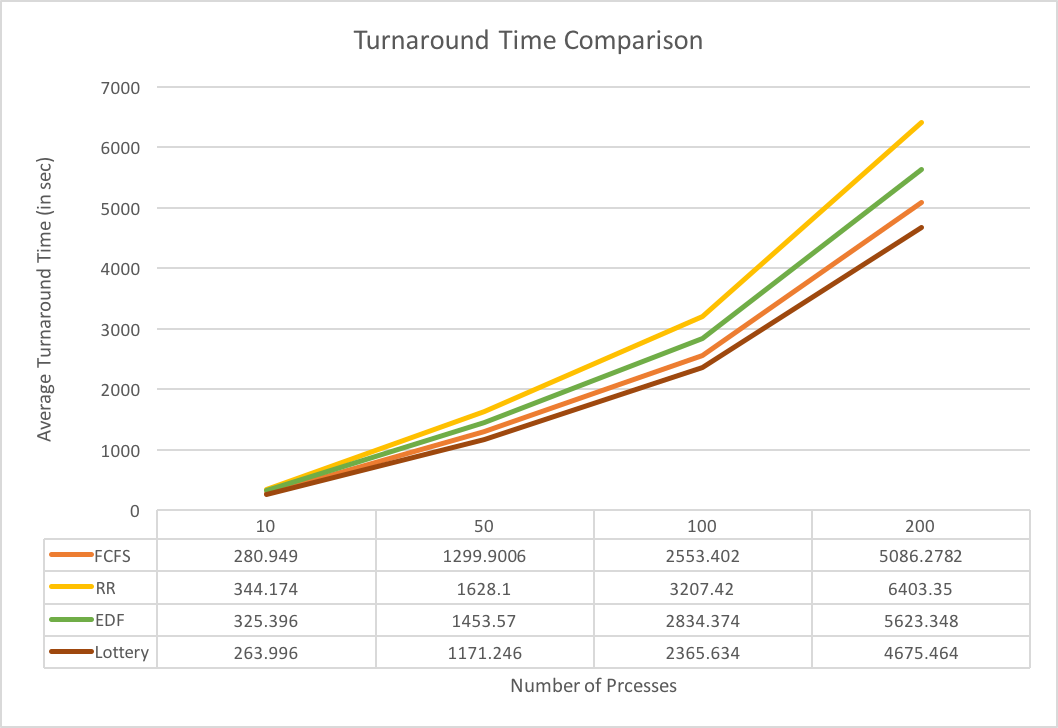 Turnaround Time Comparison
Average Turnaround Time (in sec)
7000
6000
5000
4000
3000
2000
1000
0
10 50 100 200
FCFS 280.949 1299.9006 2553.402 5086.2782
RR 344.174 1628.1 3207.42 6403.35
EDF 325.396 1453.57 2834.374 5623.348
Lottery 263.996 1171.246 2365.634 4675.464
Number of Prcesses